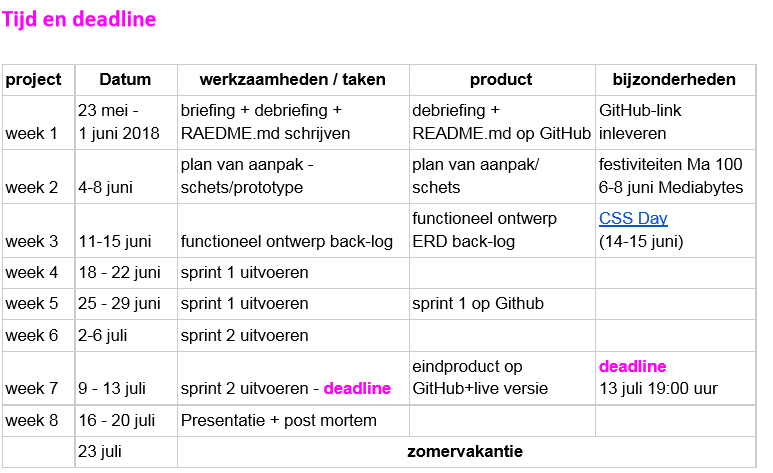 Tijd en deadline
project Datum werkzaamheden / taken product bijzonderheden
23 mei - briefing + debriefing + debriefing + GitHub-link
week 1 1 juni 2018 RAEDME.md schrijven README.md op GitHub inleveren
plan van aanpak - plan van aanpak/ festiviteiten Ma 100
week 2 4-8 juni schets/prototype schets 6-8 juni Mediabytes
functioneel ontwerp CSS Day
week 3 11-15 juni functioneel ontwerp back-log ERD back-log (14-15 juni)
week 4 18 - 22 juni sprint 1 uitvoeren
week 5 25 - 29 juni sprint 1 uitvoeren sprint 1 op Github
week 6 2-6 juli sprint 2 uitvoeren
eindproduct op deadline
week 7 9 - 13 juli sprint 2 uitvoeren - deadline GitHub+live versie 13 juli 19:00 uur
week 8 16 - 20 juli Presentatie + post mortem
23 juli zomervakantie